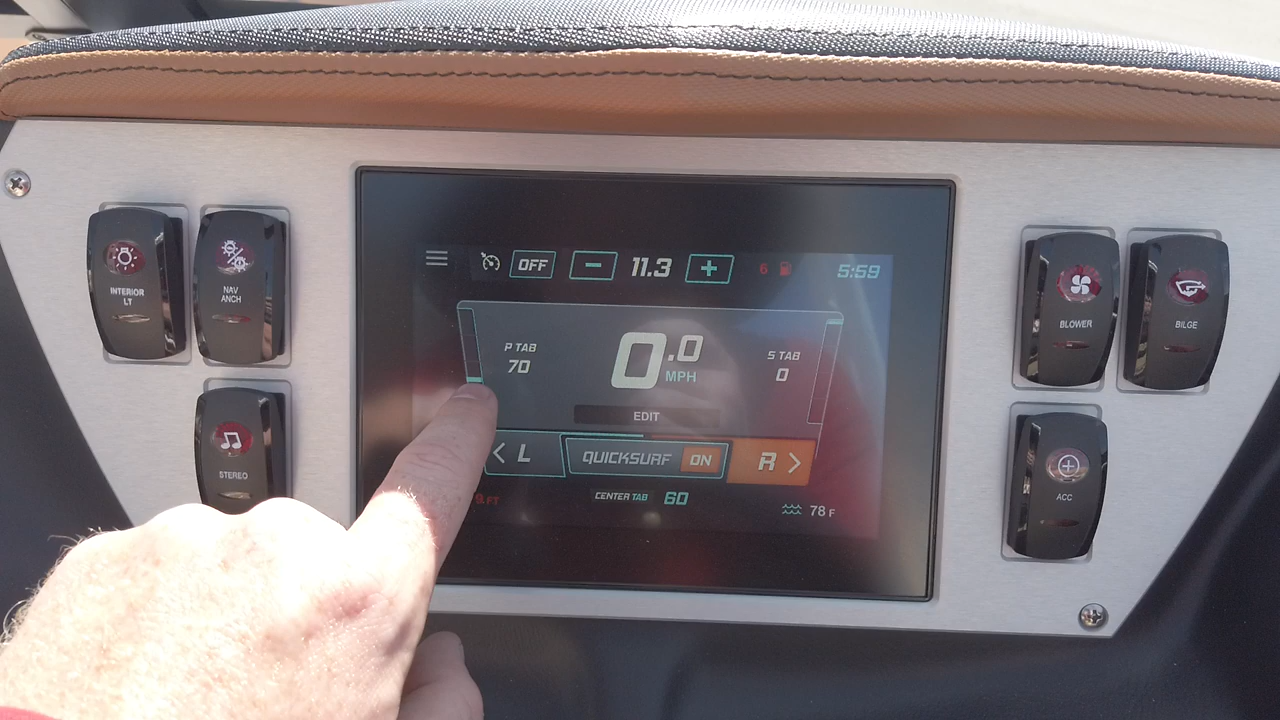 OFF
11.3
6
5:59
INTERIOR
LT
NAV
ANCH
STEREO
P TAB
70
0.0
MPH
S TAB
0
EDIT
L
QUICKSURF ON
R
FT
CENTER TAB 60
78 F
BLOWER
BILGE
ACC